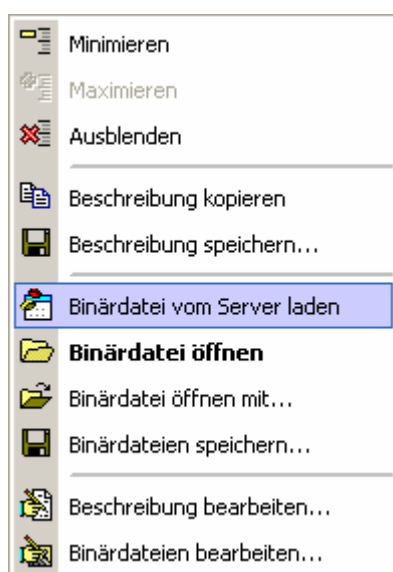 Minimieren
Maximieren
Ausblenden
Beschreibung kopieren
Beschreibung speichern...
Binärdatei vom Server laden
Binärdatei öffnen
Binärdatei öffnen mit...
Binärdateien speichern...
Beschreibung bearbeiten...
Binärdateien bearbeiten...